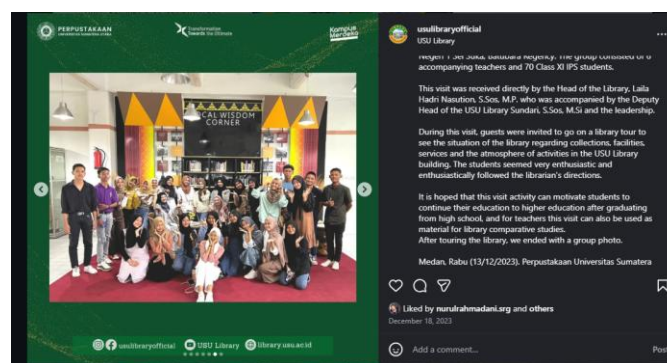 PERPUSTAKAAN
UNIVERSITAS SUMATERA UTARA
Transformation
Towards the Ultimate
Kampus
Merdeka
LOCAL WISDOM
CORNER
usulibraryofficial
USU Library
library.usu.ac.id
usulibraryofficial
USU Library
Negeri 1 Sei Suka, Batubara Regency. The group consisted of 6
accompanying teachers and 70 Class XI IPS students.
This visit was received directly by the Head of the Library, Laila
Hadri Nasution, S.Sos, M.P. who was accompanied by the Deputy
Head of the USU Library Sundari, S.Sos, M.Si and the leadership.
During this visit, guests were invited to go on a library tour to
see the situation of the library regarding collections, facilities,
services and the atmosphere of activities in the USU Library
building. The students seemed very enthusiastic and
enthusiastically followed the librarian's directions.
It is hoped that this visit activity can motivate students to
continue their education to higher education after graduating
from high school, and for teachers this visit can also be used as
material for library comparative studies.
After touring the library, we ended with a group photo.
Medan, Rabu (13/12/2023). Perpustakaan Universitas Sumatera
Liked by nurulrahmadani.srg and others
December 18, 2023
Add a comment...
Post